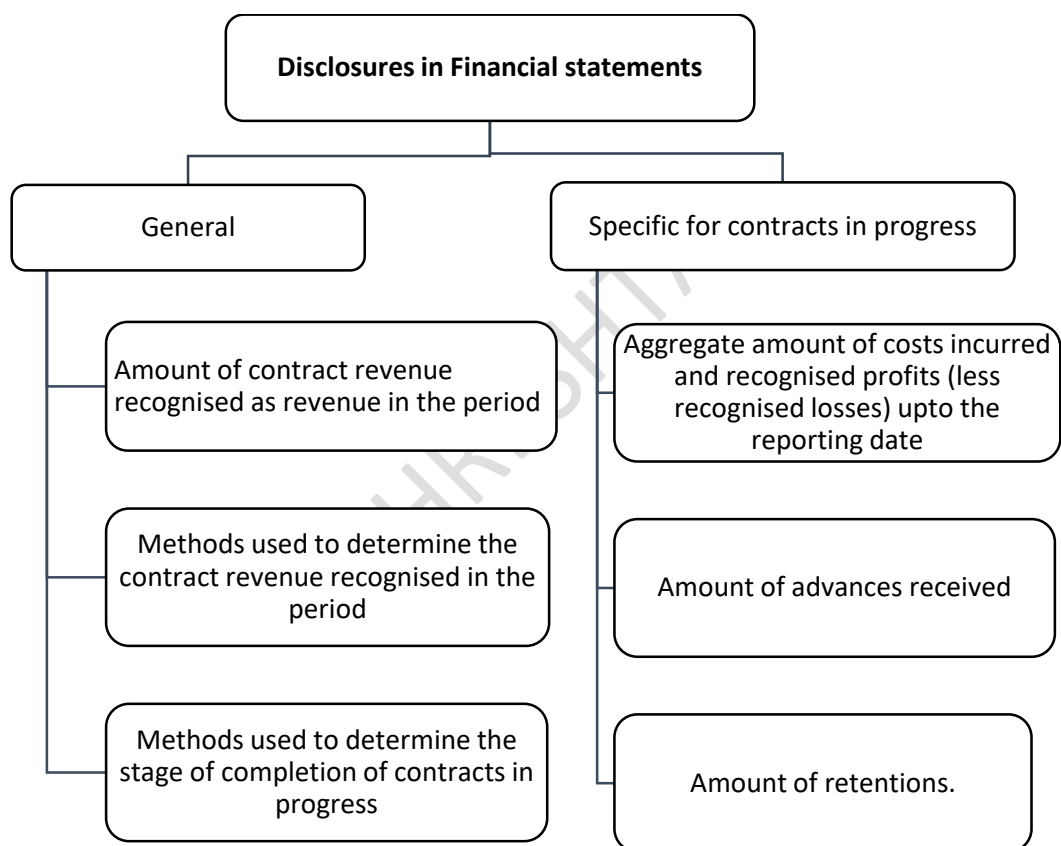 Disclosures in Financial statements
General
Specific for contracts in progress
Amount of contract revenue
recognised as revenue in the period
Aggregate amount of costs incurred
and recognised profits (less
recognised losses) upto the
reporting date
Methods used to determine the
contract revenue recognised in the
period
Amount of advances received
Methods used to determine the
stage of completion of contracts in
progress
Amount of retentions.